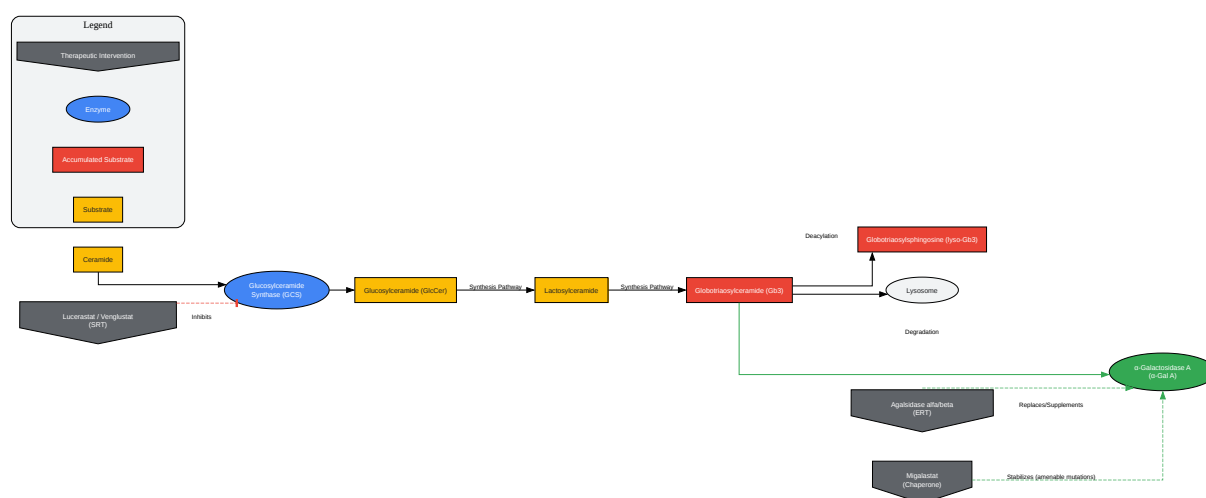 Legend
Therapeutic Intervention
Enzyme
Accumulated Substrate
Substrate
Ceramide
Lucerastat / Venglustat
(SRT)
Inhibits
Glucosylceramide
Synthase (GCS)
Glucosylceramide (GlcCer)
Synthesis Pathway
Lactosylceramide
Synthesis Pathway
Globotriaosylceramide (Gb3)
Deacylation
Globotriaosylsphingosine (lyso-Gb3)
Lysosome
Degradation
α-Galactosidase A
(α-Gal A)
Agalsidase alfa/beta
(ERT)
Replaces/Supplements
Migalastat
(Chaperone)
Stabilizes (amenable mutations)